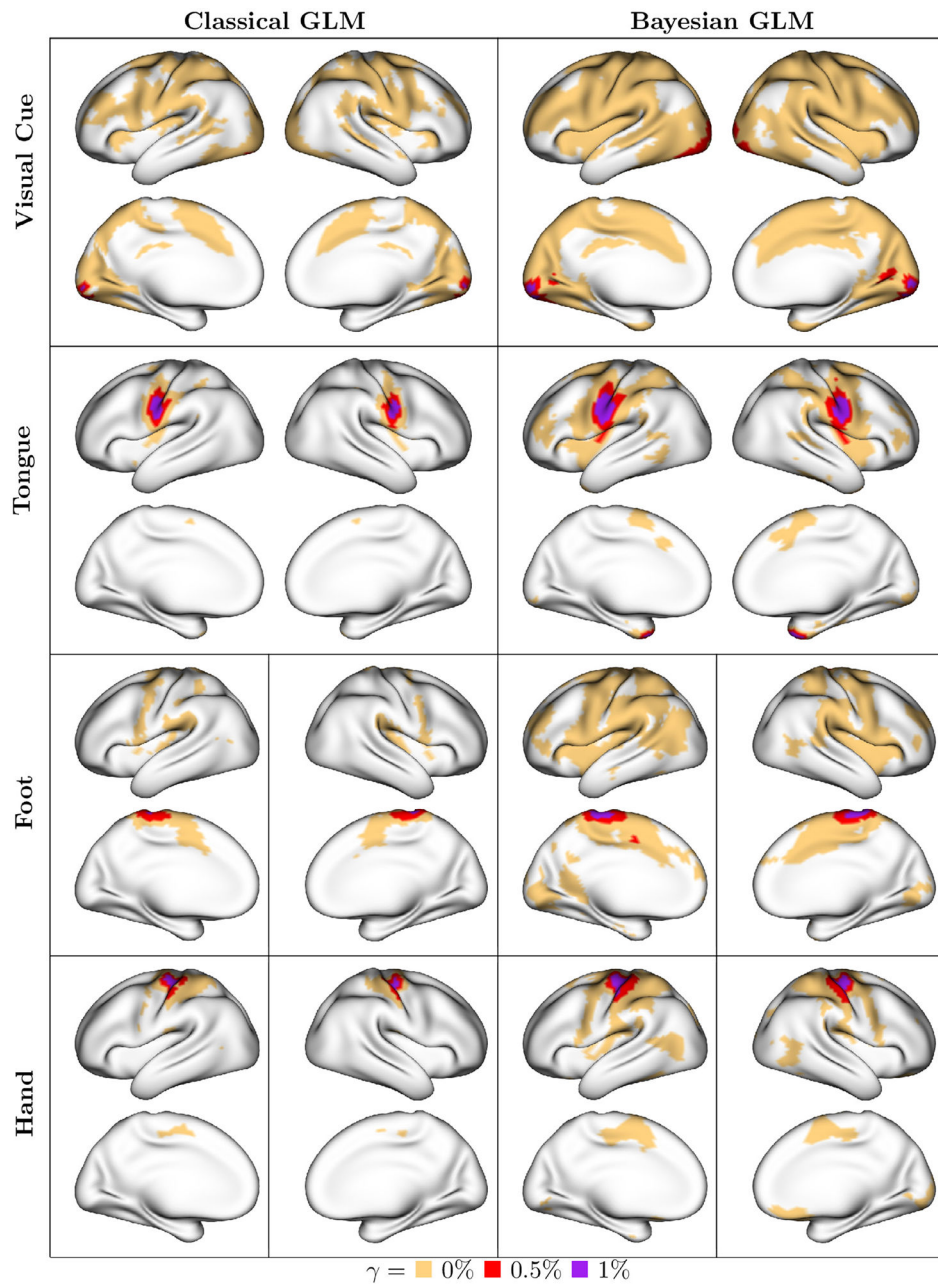 Classical GLM
Bayesian GLM
Visual Cue
Tongue
Foot
Hand
γ = 0% 0.5% 1%